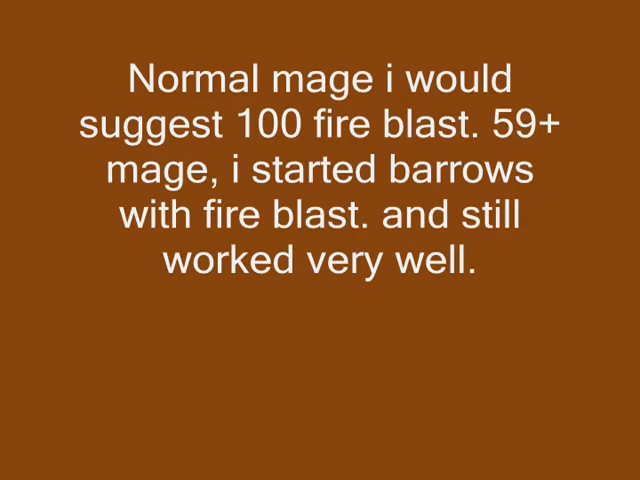 Normal mage i would
suggest 100 fire blast. 59+
mage, i started barrows
with fire blast. and still
worked very well.